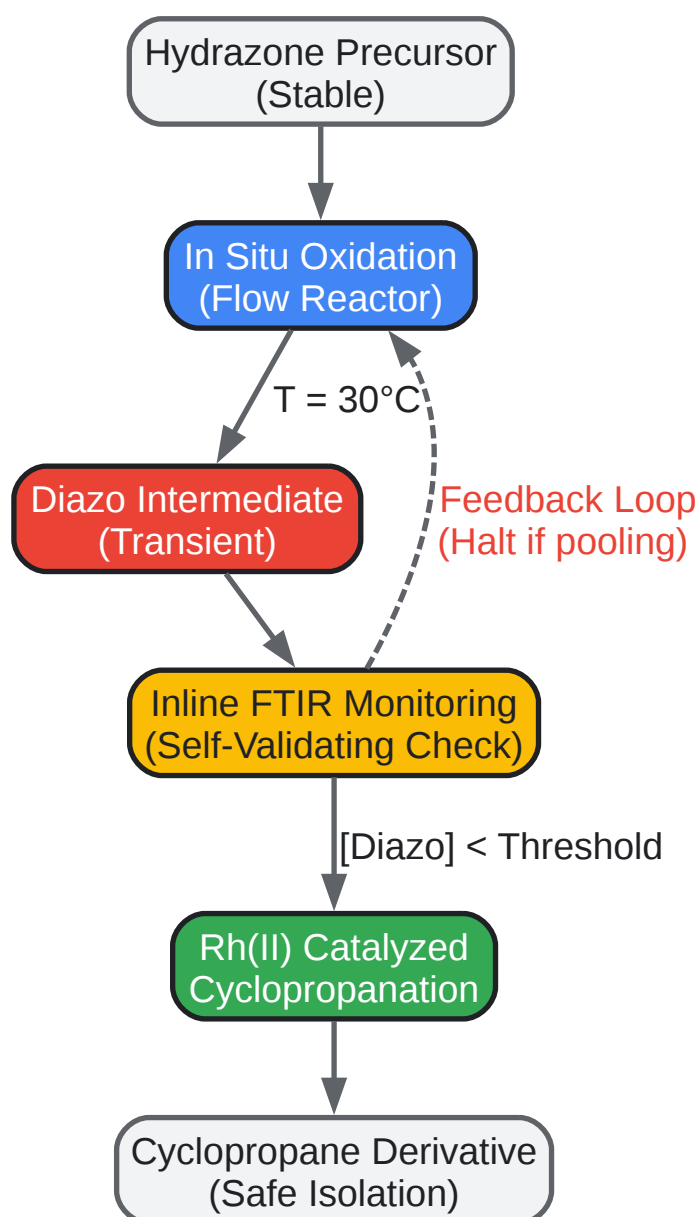 Hydrazone Precursor
(Stable)
In Situ Oxidation
(Flow Reactor)
T = 30°C
Diazo Intermediate
(Transient)
Feedback Loop
(Halt if pooling)
Inline FTIR Monitoring
(Self-Validating Check)
[Diazo] < Threshold
Rh(II) Catalyzed
Cyclopropanation
Cyclopropane Derivative
(Safe Isolation)